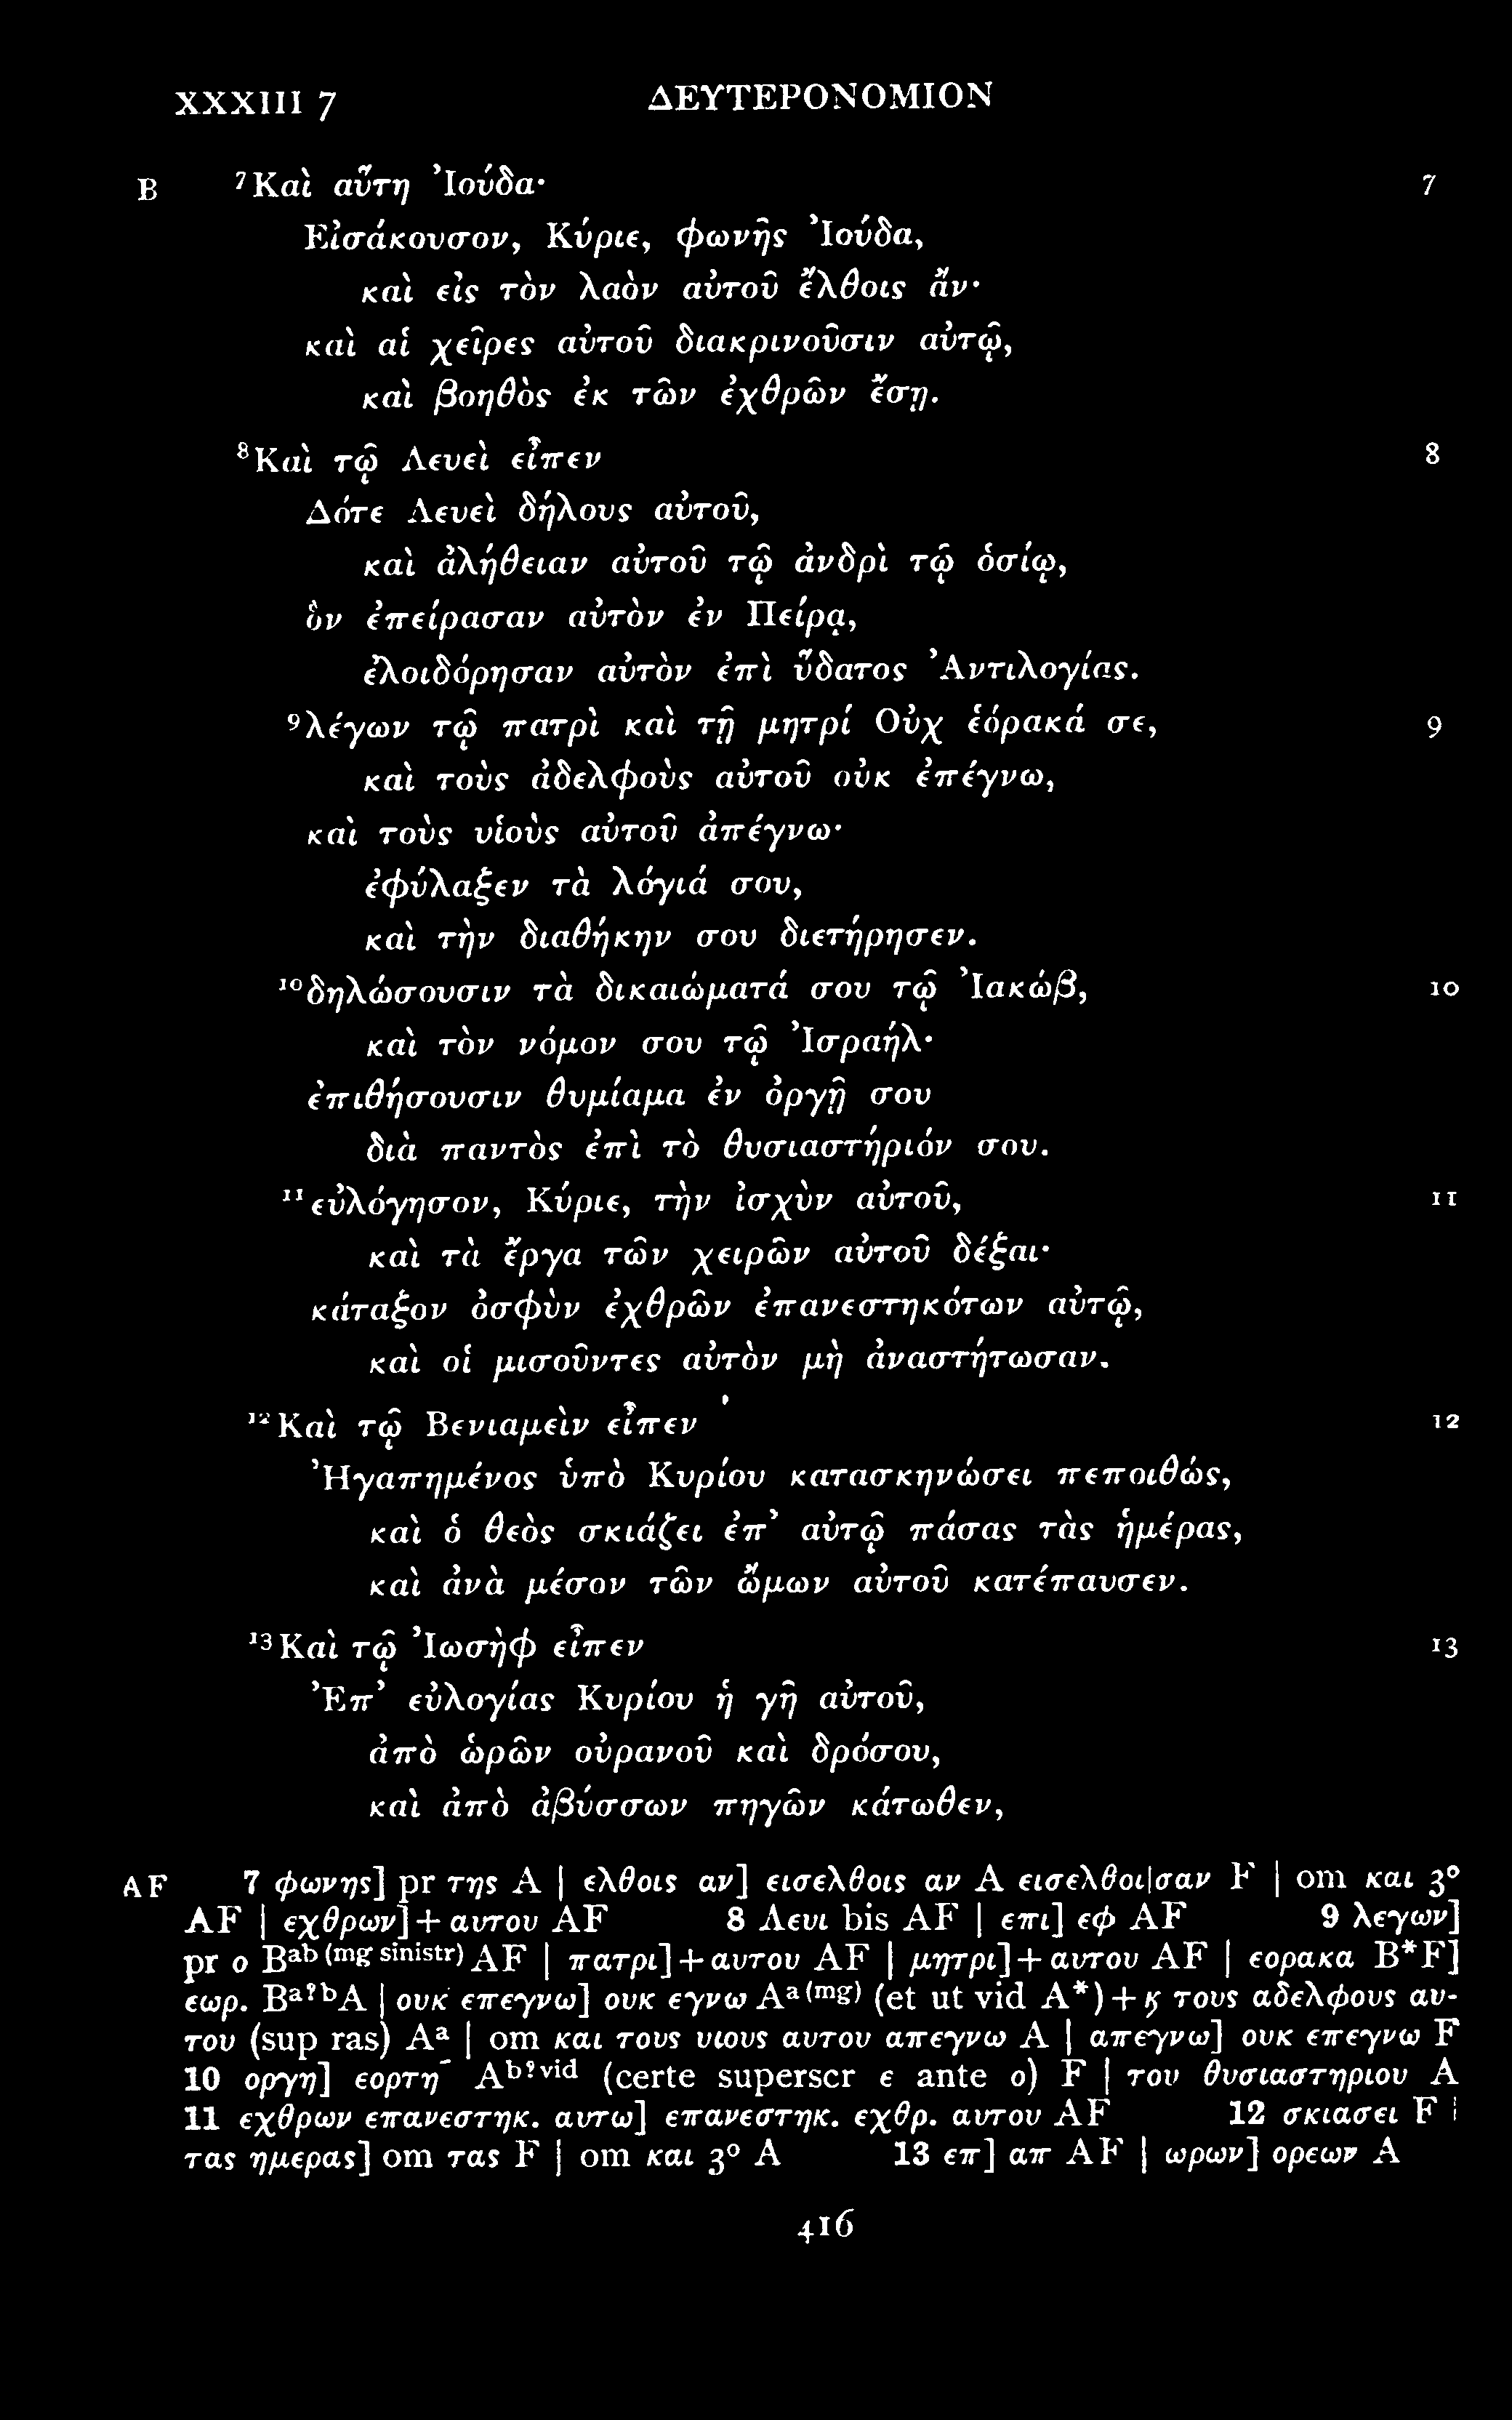 XXXIII 7 ΔΕΥΤΕΡΟΝΟΜΙΟΝ
B ⁷Καὶ αὕτη Ἰούδα· 7
Εἰσάκουσον, Κύριε, φωνῆς Ἰούδα,
καὶ εἰς τὸν λαὸν αὐτοῦ ἔλθοις ἄν·
καὶ αἱ χεῖρες αὐτοῦ διακρινοῦσιν αὐτῷ,
καὶ βοηθὸς ἐκ τῶν ἐχθρῶν ἔσῃ.
⁸Καὶ τῷ Λευεὶ εἶπεν 8
Δότε Λευεὶ δήλους αὐτοῦ,
καὶ ἀλήθειαν αὐτοῦ τῷ ἀνδρὶ τῷ ὁσίῳ,
ὃν ἐπείρασαν αὐτὸν ἐν Πείρᾳ,
ἐλοιδόρησαν αὐτὸν ἐπὶ ὕδατος Ἀντιλογίας.
⁹λέγων τῷ πατρὶ καὶ τῇ μητρί Οὐχ ἑόρακά σε, 9
καὶ τοὺς ἀδελφοὺς αὐτοῦ οὐκ ἐπέγνω,
καὶ τοὺς υἱοὺς αὐτοῦ ἀπέγνω·
ἐφύλαξεν τὰ λόγιά σου,
καὶ τὴν διαθήκην σου διετήρησεν.
¹⁰δηλώσουσιν τὰ δικαιώματά σου τῷ Ἰακώβ, 10
καὶ τὸν νόμον σου τῷ Ἰσραήλ·
ἐπιθήσουσιν θυμίαμα ἐν ὀργῇ σου
διὰ παντὸς ἐπὶ τὸ θυσιαστήριόν σου.
¹¹εὐλόγησον, Κύριε, τὴν ἰσχὺν αὐτοῦ, 11
καὶ τὰ ἔργα τῶν χειρῶν αὐτοῦ δέξαι·
κάταξον ὀσφὺν ἐχθρῶν ἐπανεστηκότων αὐτῷ,
καὶ οἱ μισοῦντες αὐτὸν μὴ ἀναστήτωσαν.
¹²Καὶ τῷ Βενιαμεὶν εἶπεν 12
Ἠγαπημένος ὑπὸ Κυρίου κατασκηνώσει πεποιθώς,
καὶ ὁ θεὸς σκιάζει ἐπ’ αὐτῷ πάσας τὰς ἡμέρας,
καὶ ἀνὰ μέσον τῶν ὤμων αὐτοῦ κατέπαυσεν.
¹³Καὶ τῷ Ἰωσὴφ εἶπεν 13
Ἐπ’ εὐλογίας Κυρίου ἡ γῆ αὐτοῦ,
ἀπὸ ὡρῶν οὐρανοῦ καὶ δρόσου,
καὶ ἀπὸ ἀβύσσων πηγῶν κάτωθεν,
AF 7 φωνης] pr της A | ελθοις αν] εισελθοις αν A εισελθοι|σαν F | om και 3⁰
AF | εχθρων] + αυτου AF 8 Λευι bis AF | επι] εφ AF 9 λεγων]
pr ο Bᵃᵇ⁽ᵐᵍ ˢⁱⁿⁱˢᵗʳ⁾ AF | πατρι] + αυτου AF | μητρι] + αυτου AF | εορακα B*F]
εωρ. Bᵃ?ᵇA | ουκ επεγνω] ουκ εγνω Aᵃ⁽ᵐᵍ⁾ (et ut vid A*) + ϗ τους αδελφους αυ-
του (sup ras) Aᵃ | om και τους υιους αυτου απεγνω A | απεγνω] ουκ επεγνω F
10 οργη] εορτη Aᵇ?ᵛⁱᵈ (certe superscr ε ante ο) F | του θυσιαστηριου A
11 εχθρων επανεστηκ. αυτω] επανεστηκ. εχθρ. αυτου AF 12 σκιασει F |
τας ημερας] om τας F | om και 3⁰ A 13 επ] απ AF | ωρων] ορεων A
416